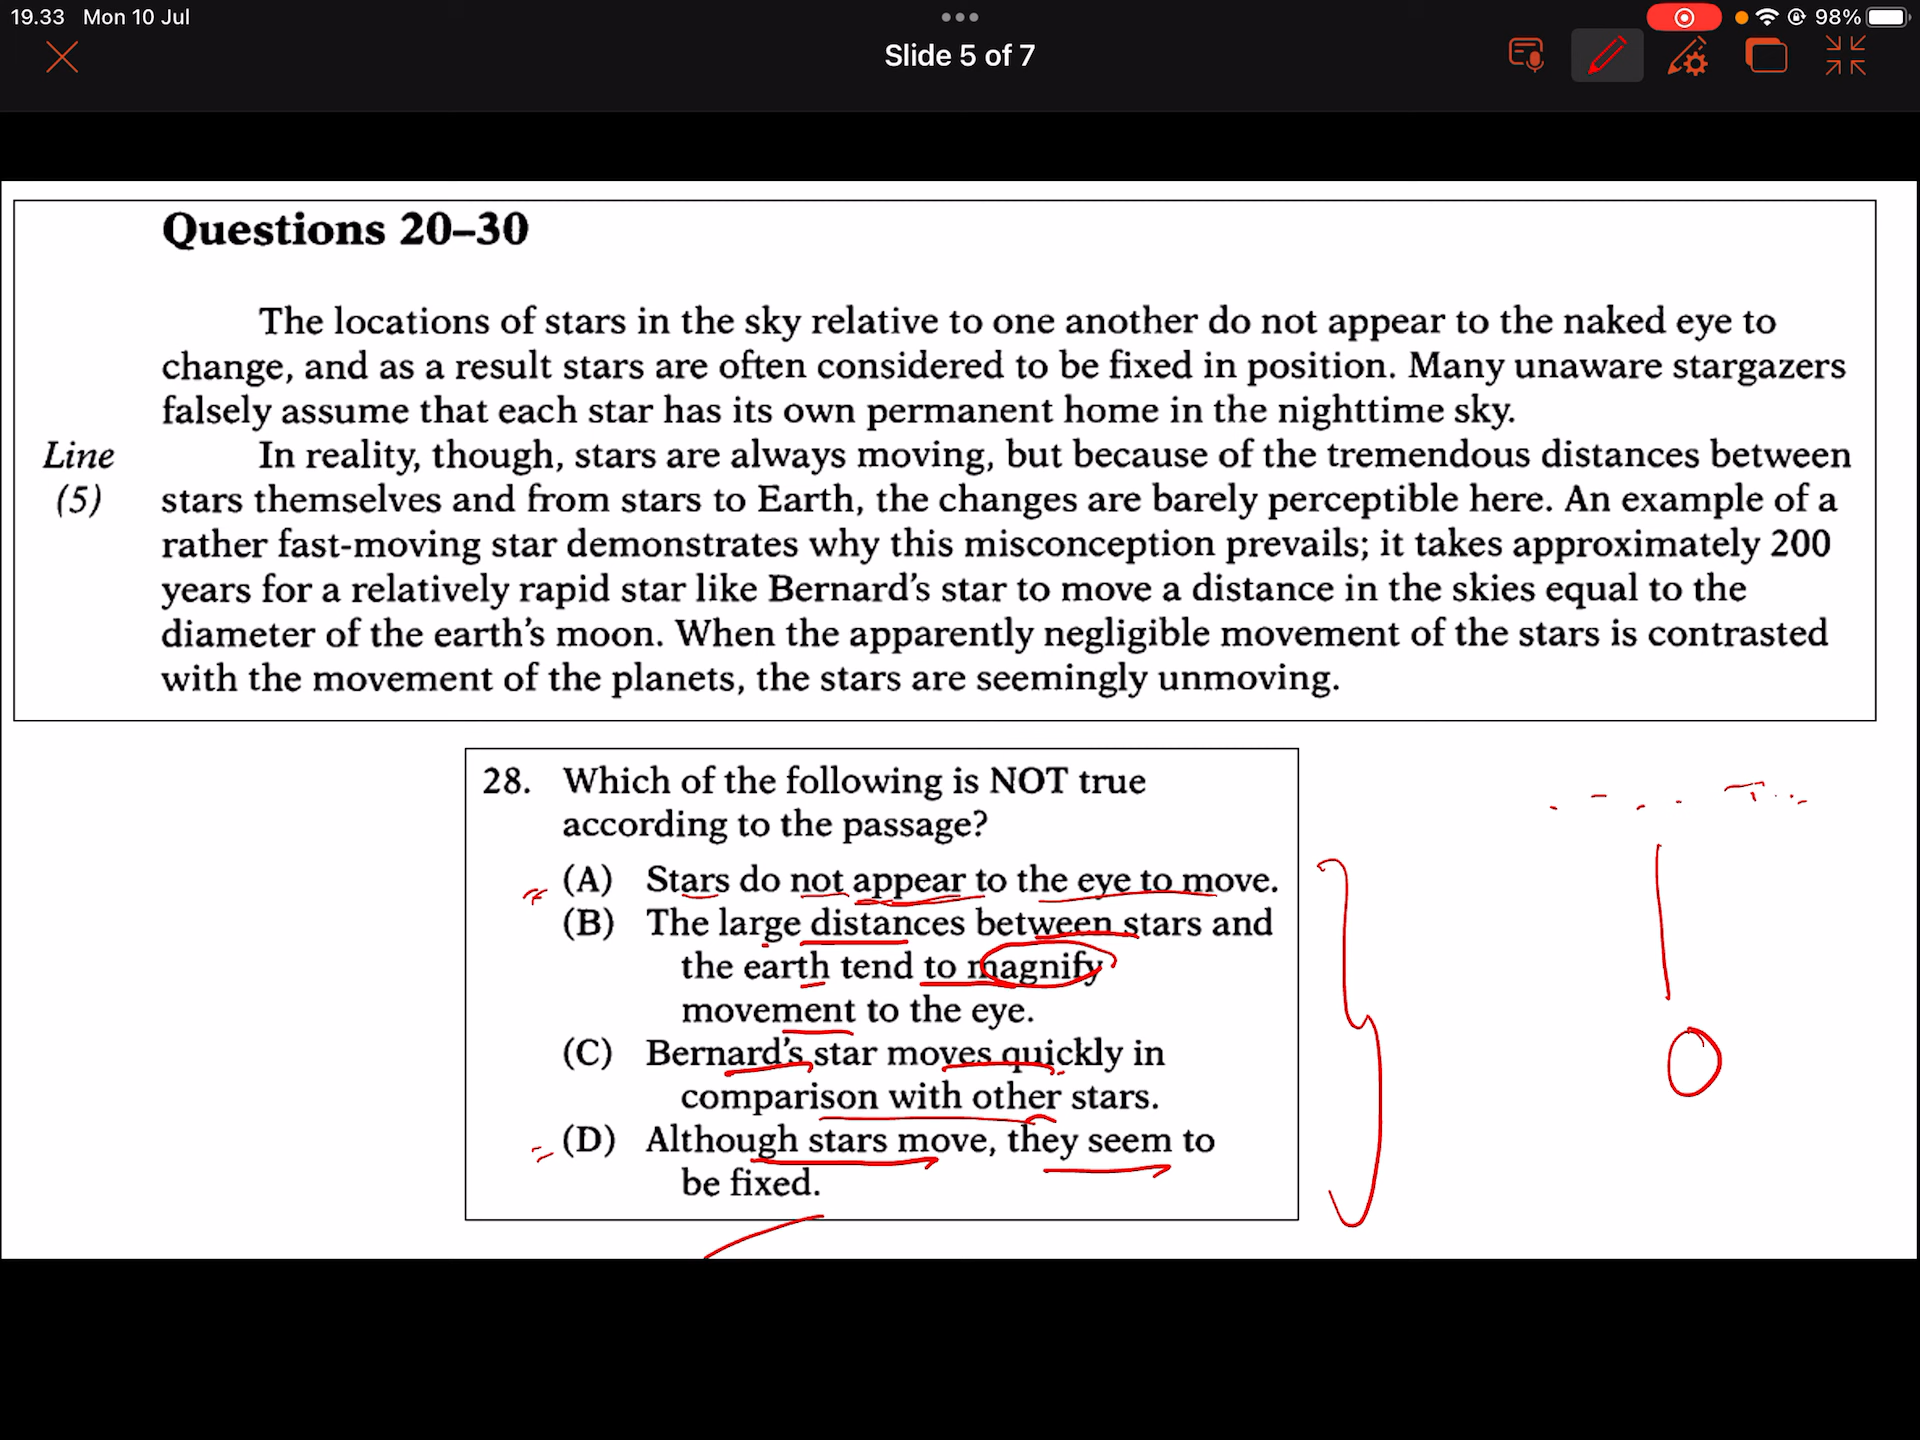 19.33 Mon 10 Jul
98%
Slide 5 of 7
Questions 20–30
The locations of stars in the sky relative to one another do not appear to the naked eye to
change, and as a result stars are often considered to be fixed in position. Many unaware stargazers
falsely assume that each star has its own permanent home in the nighttime sky.
Line In reality, though, stars are always moving, but because of the tremendous distances between
(5) stars themselves and from stars to Earth, the changes are barely perceptible here. An example of a
rather fast-moving star demonstrates why this misconception prevails; it takes approximately 200
years for a relatively rapid star like Bernard's star to move a distance in the skies equal to the
diameter of the earth's moon. When the apparently negligible movement of the stars is contrasted
with the movement of the planets, the stars are seemingly unmoving.
28. Which of the following is NOT true
according to the passage?
(A) Stars do not appear to the eye to move.
(B) The large distances between stars and
the earth tend to magnify
movement to the eye.
(C) Bernard's star moves quickly in
comparison with other stars.
(D) Although stars move, they seem to
be fixed.